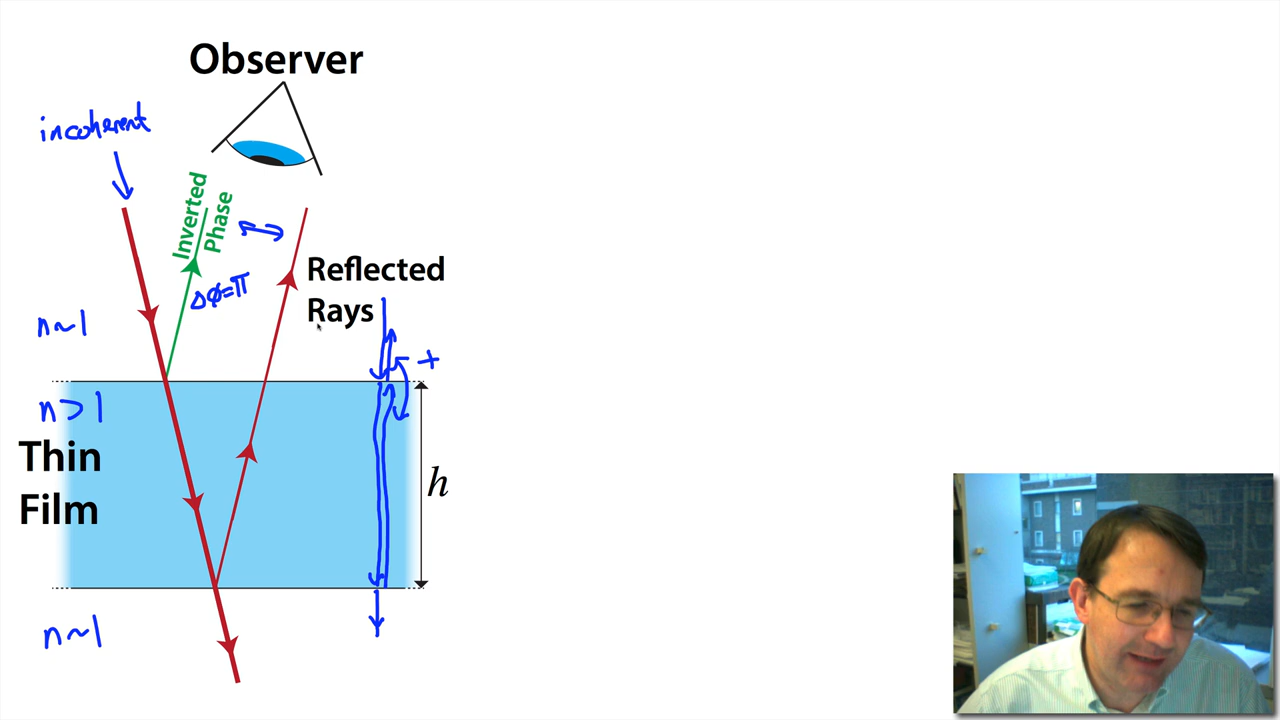 Observer
incoherent
Inverted
Phase
Δφ=π
Reflected
Rays
n~1
+
n>1
Thin
Film
h
n~1